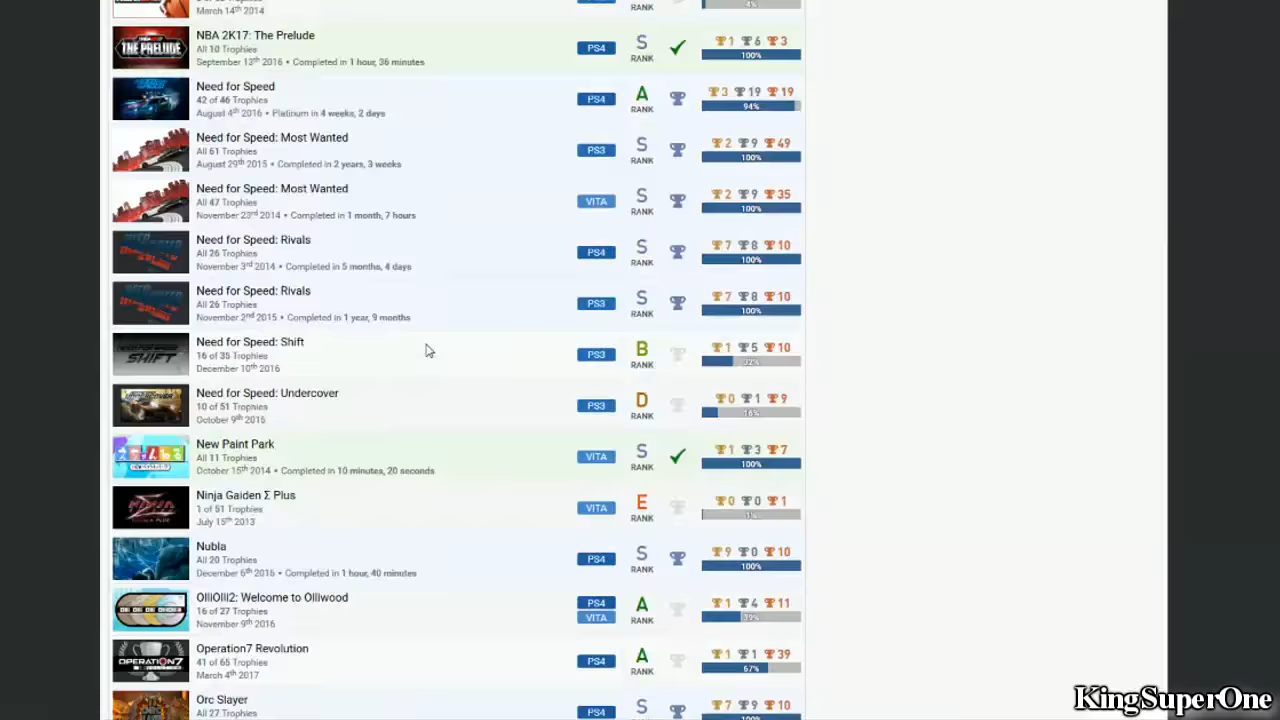 March 14th 2014
RANK
4%
NBA 2K17: The Prelude
All 10 Trophies
September 13th 2016 • Completed in 1 hour, 36 minutes
THE PRELUDE
PS4
S
RANK
1 6 3
100%
Need for Speed
42 of 46 Trophies
August 4th 2016 • Platinum in 4 weeks, 2 days
PS4
A
RANK
3 19 19
94%
Need for Speed: Most Wanted
All 61 Trophies
August 29th 2015 • Completed in 2 years, 3 weeks
PS3
S
RANK
2 9 49
100%
Need for Speed: Most Wanted
All 47 Trophies
November 23rd 2014 • Completed in 1 month, 7 hours
VITA
S
RANK
2 9 35
100%
Need for Speed: Rivals
All 26 Trophies
November 3rd 2014 • Completed in 5 months, 4 days
PS4
S
RANK
7 8 10
100%
Need for Speed: Rivals
All 26 Trophies
November 2nd 2015 • Completed in 1 year, 9 months
PS3
S
RANK
7 8 10
100%
Need for Speed: Shift
16 of 35 Trophies
December 10th 2016
SHIFT
PS3
B
RANK
1 5 10
32%
Need for Speed: Undercover
10 of 51 Trophies
October 9th 2016
PS3
D
RANK
0 1 9
16%
New Paint Park
All 11 Trophies
October 15th 2014 • Completed in 10 minutes, 20 seconds
VITA
S
RANK
1 3 7
100%
Ninja Gaiden Σ Plus
1 of 51 Trophies
July 15th 2013
NINJA
VITA
E
RANK
0 0 1
1%
Nubla
All 20 Trophies
December 6th 2016 • Completed in 1 hour, 40 minutes
PS4
S
RANK
9 0 10
100%
OlliOlli2: Welcome to Olliwood
16 of 27 Trophies
November 9th 2016
PS4
VITA
A
RANK
1 4 11
39%
Operation7 Revolution
41 of 65 Trophies
March 4th 2017
OPERATION7
PS4
A
RANK
1 1 39
67%
Orc Slayer
All 27 Trophies
PS4
S
7 9 10
100%
KingSuperOne